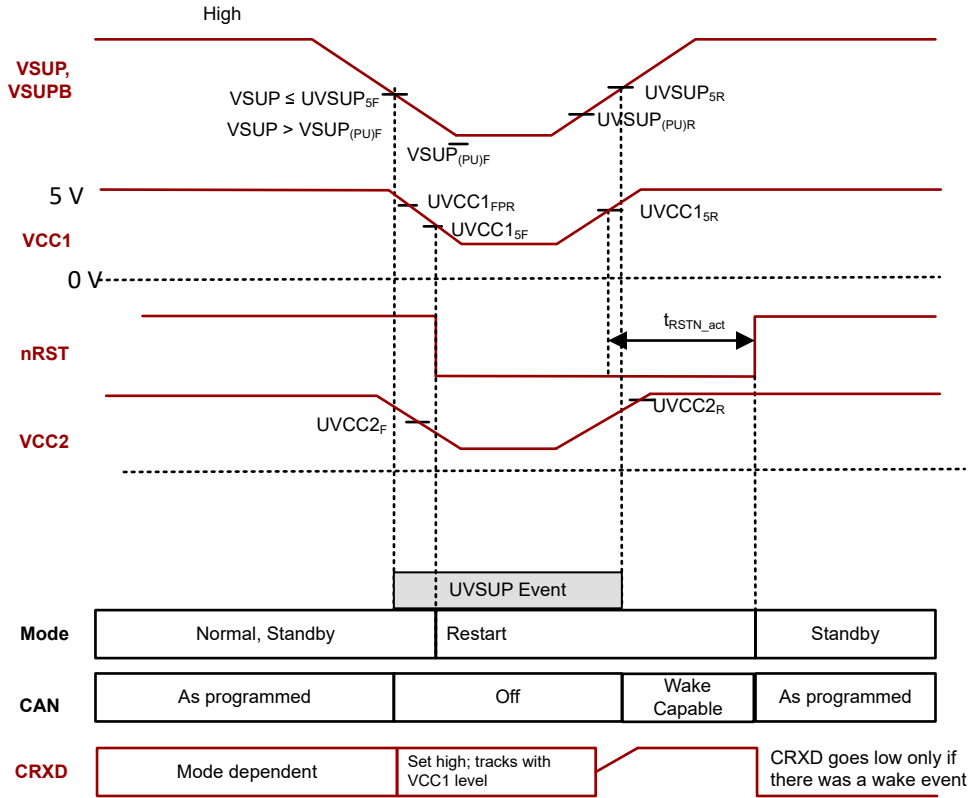 High
VSUP,
VSUPB
VSUP ≤ UVSUP5F
VSUP > VSUP(PU)F
VSUP(PU)F
UVSUP5R
UVSUP(PU)R
5 V
UVCC1FPR
UVCC15F
UVCC15R
VCC1
0 V
tRSTN_act
nRST
UVCC2F
UVCC2R
VCC2
UVSUP Event
Mode
Normal, Standby
Restart
Standby
CAN
As programmed
Off
Wake
Capable
As programmed
CRXD
Mode dependent
Set high; tracks with
VCC1 level
CRXD goes low only if
there was a wake event